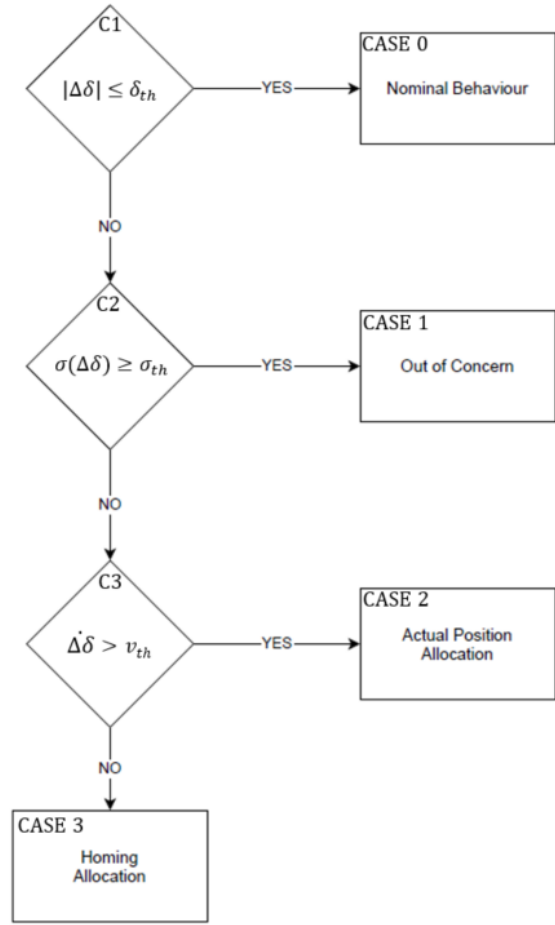 C1
|Δδ| ≤ δ_th
YES
CASE 0
Nominal Behaviour
NO
C2
σ(Δδ) ≥ σ_th
YES
CASE 1
Out of Concern
NO
C3
Δ̇δ > v_th
YES
CASE 2
Actual Position
Allocation
NO
CASE 3
Homing
Allocation